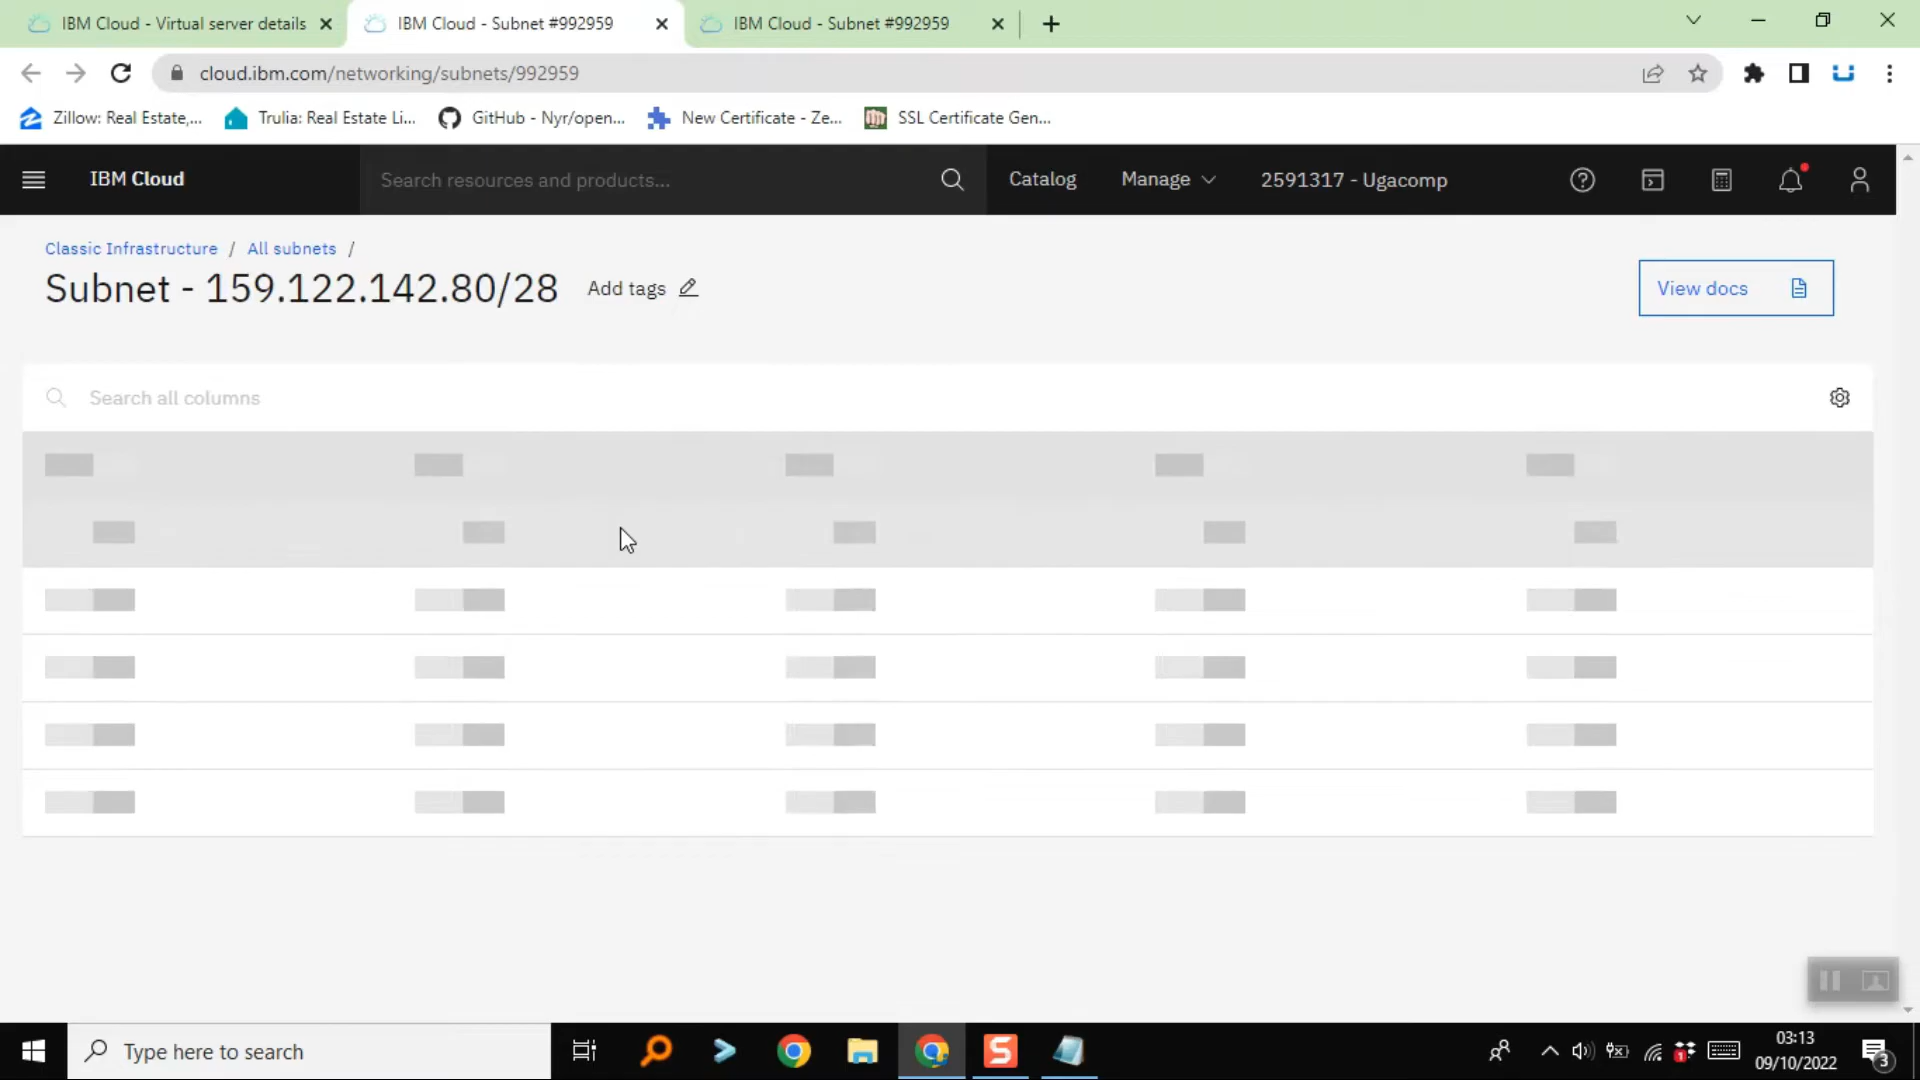 IBM Cloud - Virtual server details
IBM Cloud - Subnet #992959
IBM Cloud - Subnet #992959
cloud.ibm.com/networking/subnets/992959
Zillow: Real Estate,...
Trulia: Real Estate Li...
GitHub - Nyr/open...
New Certificate - Ze...
SSL Certificate Gen...
IBM Cloud
Search resources and products...
Catalog
Manage
2591317 - Ugacomp
Classic Infrastructure / All subnets /
Subnet - 159.122.142.80/28
Add tags
View docs
Search all columns
Type here to search
03:13
09/10/2022
1
3